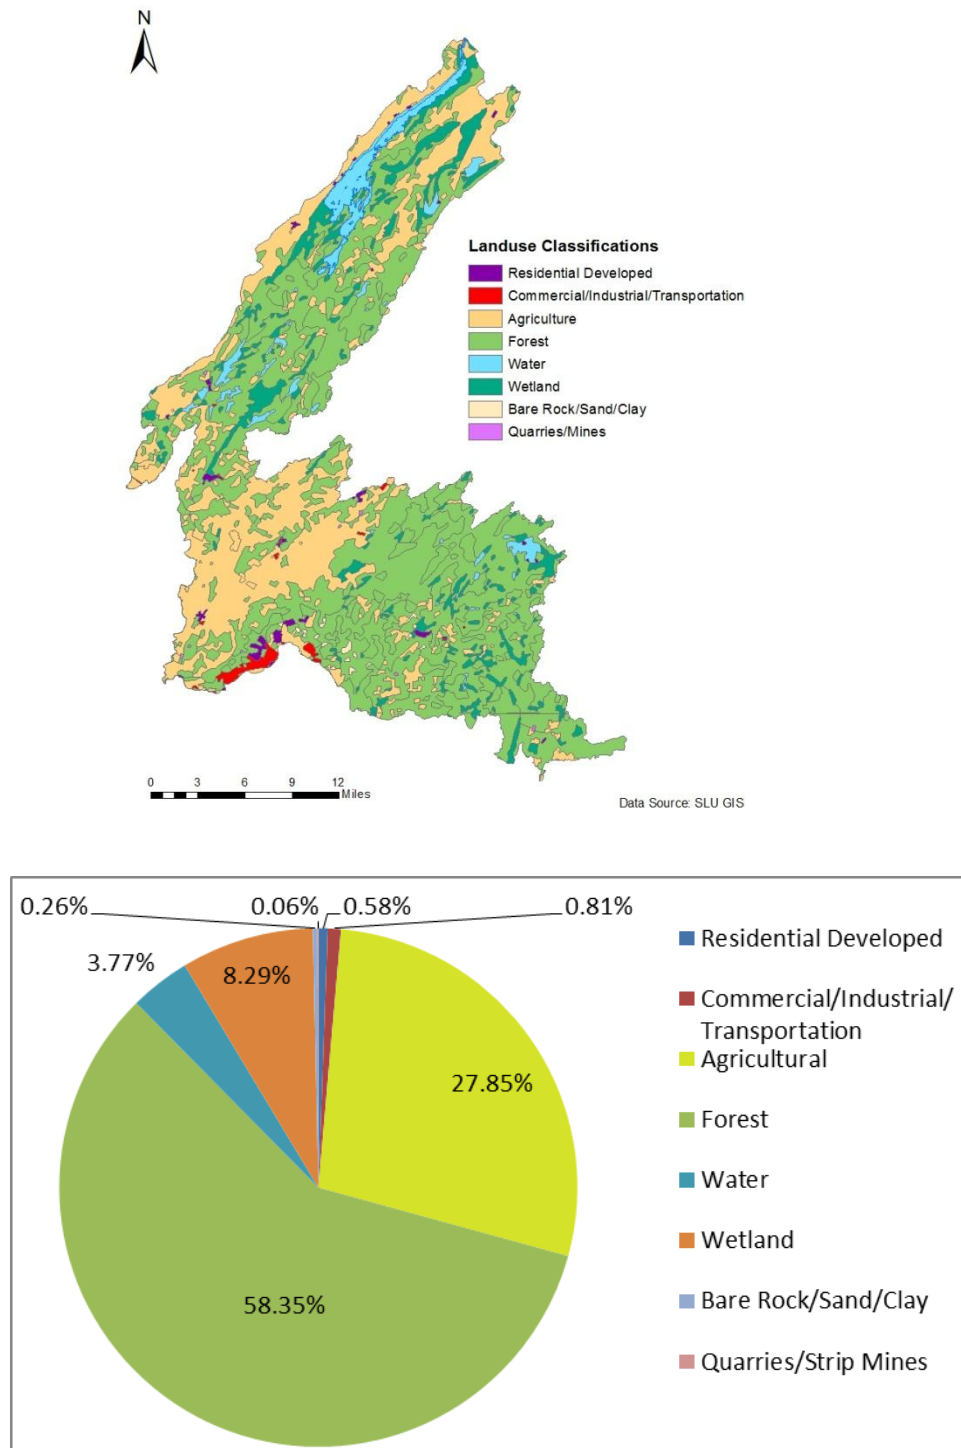 N
Landuse Classifications
Residential Developed
Commercial/Industrial/Transportation
Agriculture
Forest
Water
Wetland
Bare Rock/Sand/Clay
Quarries/Mines
0 3 6 9 12
Miles
Data Source: SLU GIS
0.26% 0.06% 0.58% 0.81%
3.77%
8.29%
27.85%
58.35%
Residential Developed
Commercial/Industrial/
Transportation
Agricultural
Forest
Water
Wetland
Bare Rock/Sand/Clay
Quarries/Strip Mines